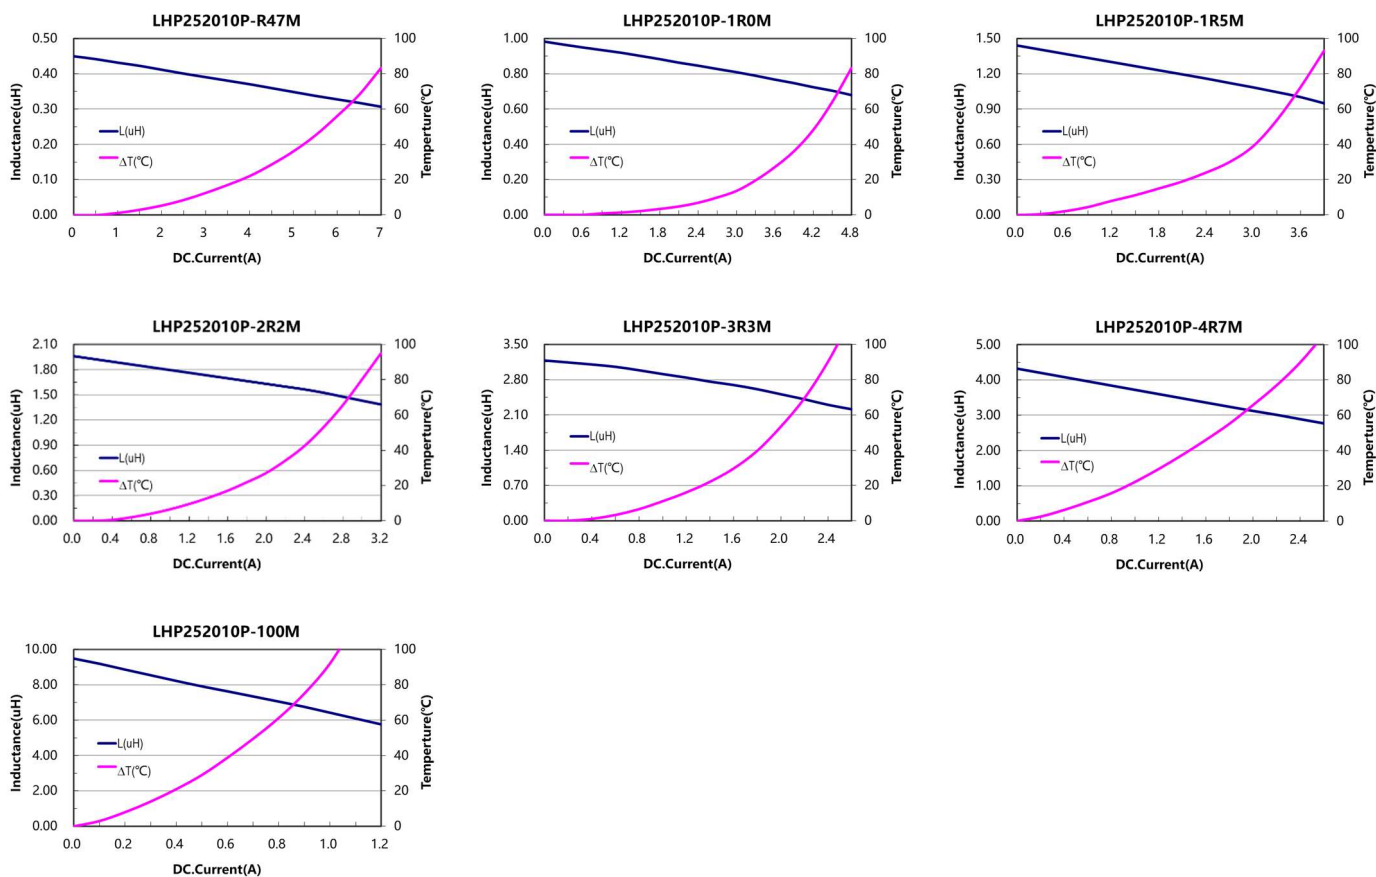 LHP252010P-R47M
0.50
0.40
0.30
0.20
0.10
0.00
Inductance(uH)
L(uH)
ΔT(℃)
100
80
60
40
20
0
Temperture(℃)
0 1 2 3 4 5 6 7
DC.Current(A)
LHP252010P-1R0M
1.00
0.80
0.60
0.40
0.20
0.00
Inductance(uH)
L(uH)
ΔT(℃)
100
80
60
40
20
0
Temperture(℃)
0.0 0.6 1.2 1.8 2.4 3.0 3.6 4.2 4.8
DC.Current(A)
LHP252010P-1R5M
1.50
1.20
0.90
0.60
0.30
0.00
Inductance(uH)
L(uH)
ΔT(℃)
100
80
60
40
20
0
Temperture(℃)
0.0 0.6 1.2 1.8 2.4 3.0 3.6
DC.Current(A)
LHP252010P-2R2M
2.10
1.80
1.50
1.20
0.90
0.60
0.30
0.00
Inductance(uH)
L(uH)
ΔT(℃)
100
80
60
40
20
0
Temperture(℃)
0.0 0.4 0.8 1.2 1.6 2.0 2.4 2.8 3.2
DC.Current(A)
LHP252010P-3R3M
3.50
2.80
2.10
1.40
0.70
0.00
Inductance(uH)
L(uH)
ΔT(℃)
100
80
60
40
20
0
Temperture(℃)
0.0 0.4 0.8 1.2 1.6 2.0 2.4
DC.Current(A)
LHP252010P-4R7M
5.00
4.00
3.00
2.00
1.00
0.00
Inductance(uH)
L(uH)
ΔT(℃)
100
80
60
40
20
0
Temperture(℃)
0.0 0.4 0.8 1.2 1.6 2.0 2.4
DC.Current(A)
LHP252010P-100M
10.00
8.00
6.00
4.00
2.00
0.00
Inductance(uH)
L(uH)
ΔT(℃)
100
80
60
40
20
0
Temperture(℃)
0.0 0.2 0.4 0.6 0.8 1.0 1.2
DC.Current(A)